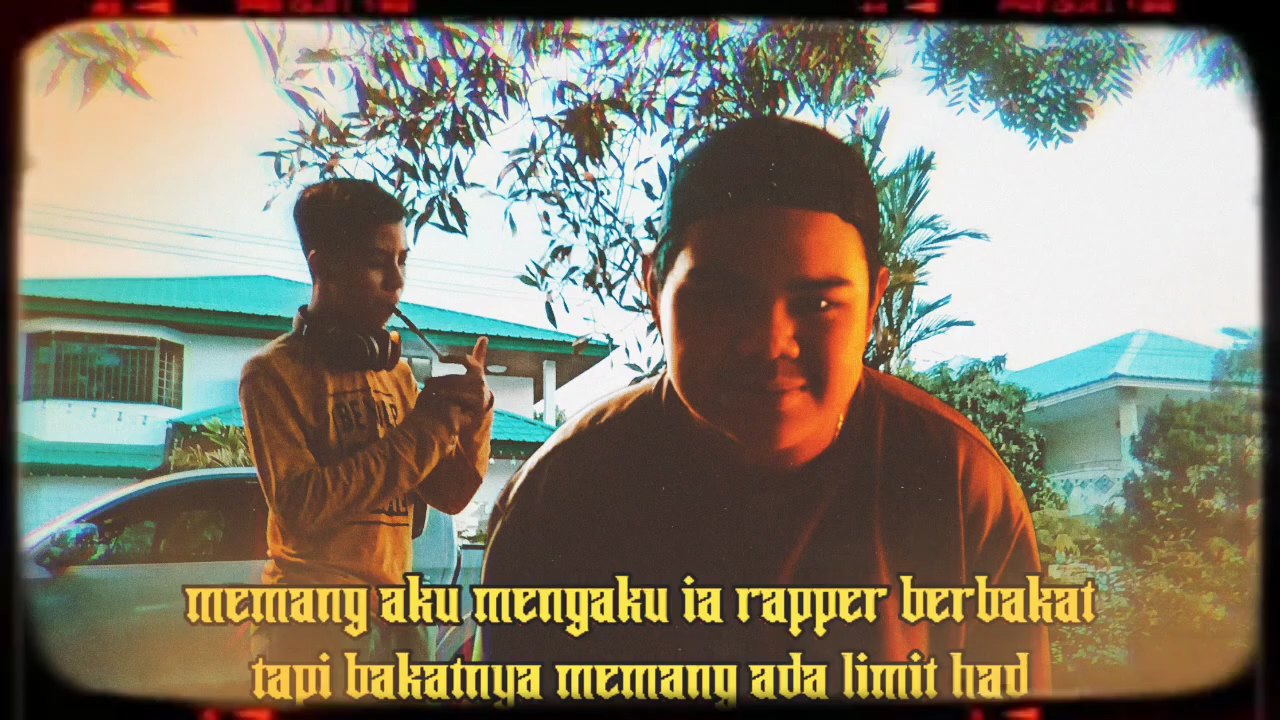 memang aku mengaku ia rapper berbakat
tapi bakatnya memang ada limit had